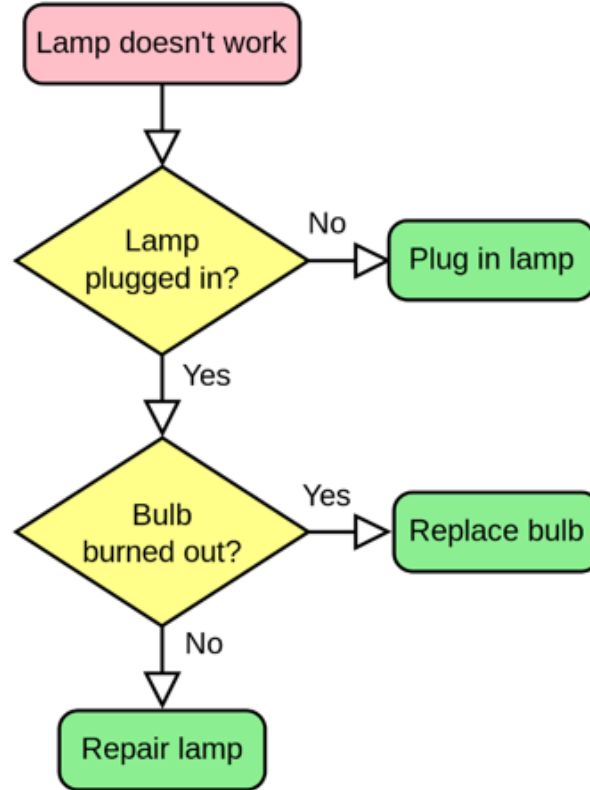 Lamp doesn't work
Lamp
plugged in?
No
Plug in lamp
Yes
Bulb
burned out?
Yes
Replace bulb
No
Repair lamp